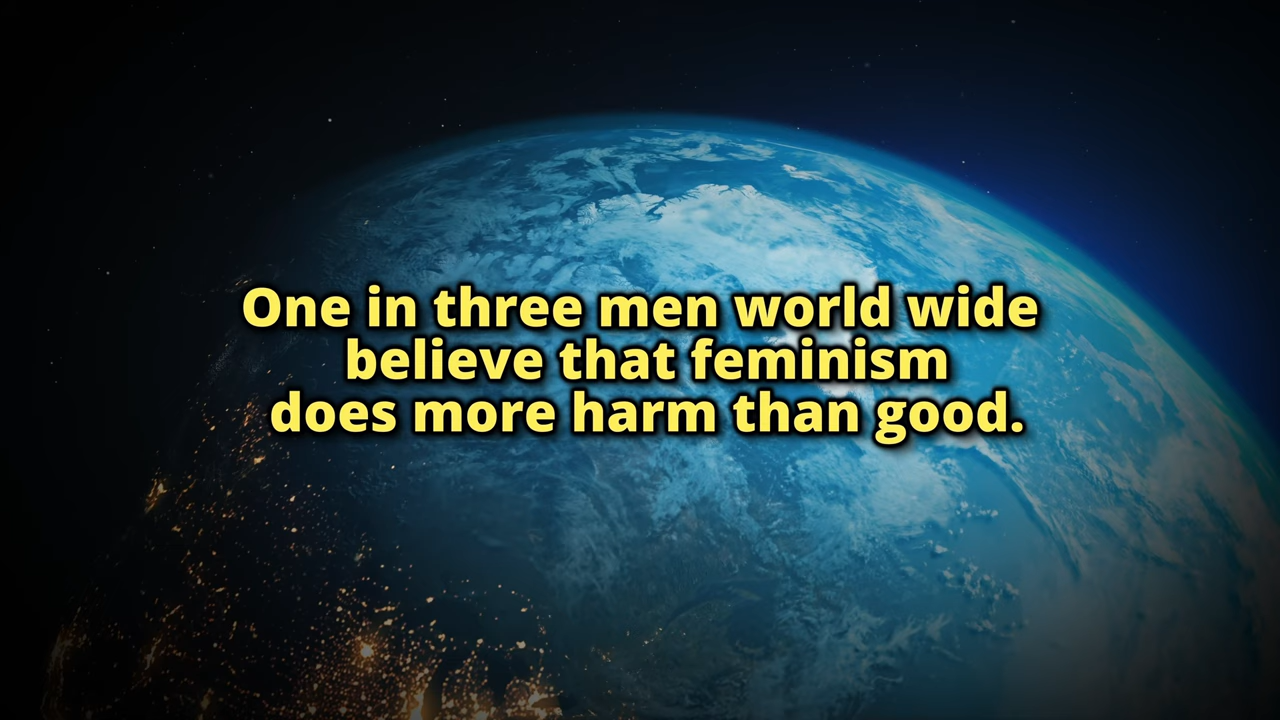 One in three men world wide
believe that feminism
does more harm than good.